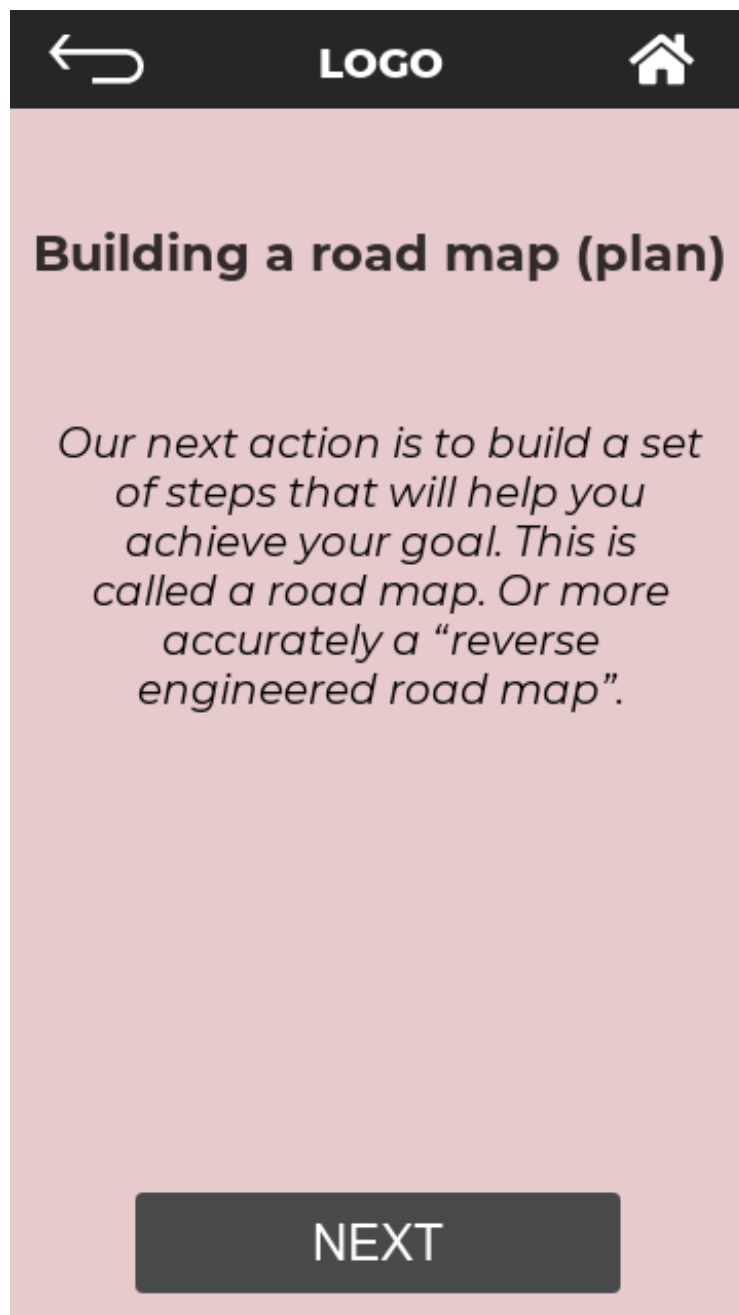 LOGO
Building a road map (plan)
Our next action is to build a set
of steps that will help you
achieve your goal. This is
called a road map. Or more
accurately a “reverse
engineered road map”.
NEXT